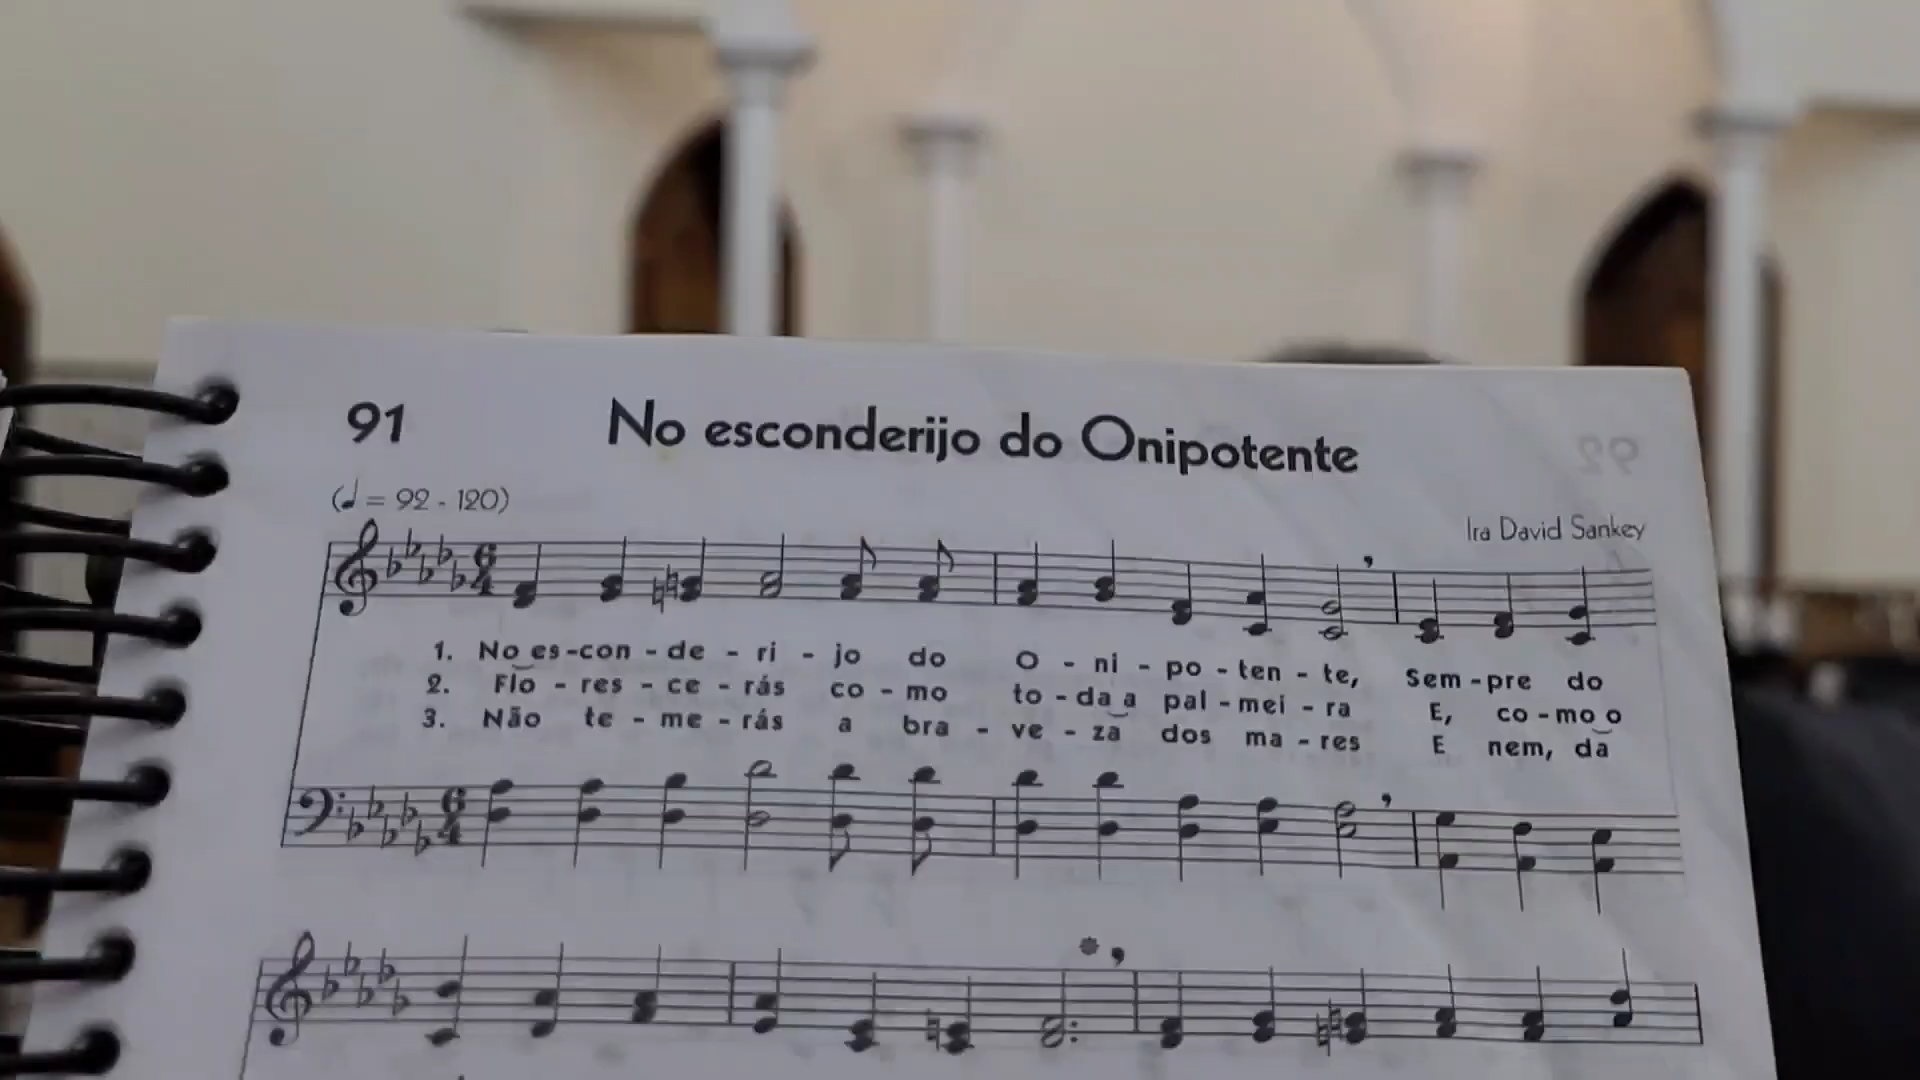 91 No esconderijo do Onipotente
(𝅗𝅥 = 92 - 120)
Ira David Sankey
1. No es - con - de - ri - jo do O - ni - po - ten - te, Sem - pre do
2. Flo - res - ce - rás co - mo to - da a pal - mei - ra E, co - mo o
3. Não te - me - rás a bra - ve - za dos ma - res E nem, da